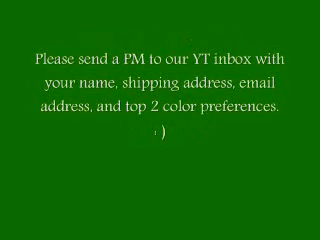 Please send a PM to our YT inbox with
your name, shipping address, email
address, and top 2 color preferences.
: )